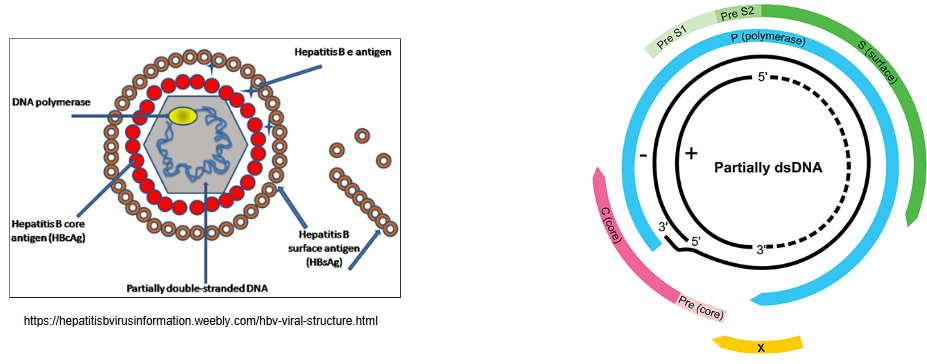 Hepatitis B e antigen
DNA polymerase
Hepatitis B core
antigen (HBcAg)
Hepatitis B
surface antigen
(HBsAg)
Partially double-stranded DNA
https://hepatitisbvirusinformation.weebly.com/hbv-viral-structure.html
Pre S1
Pre S2
S (surface)
P (polymerase)
5'
-
+
Partially dsDNA
C (core)
3'
5'
3'
Pre (core)
X